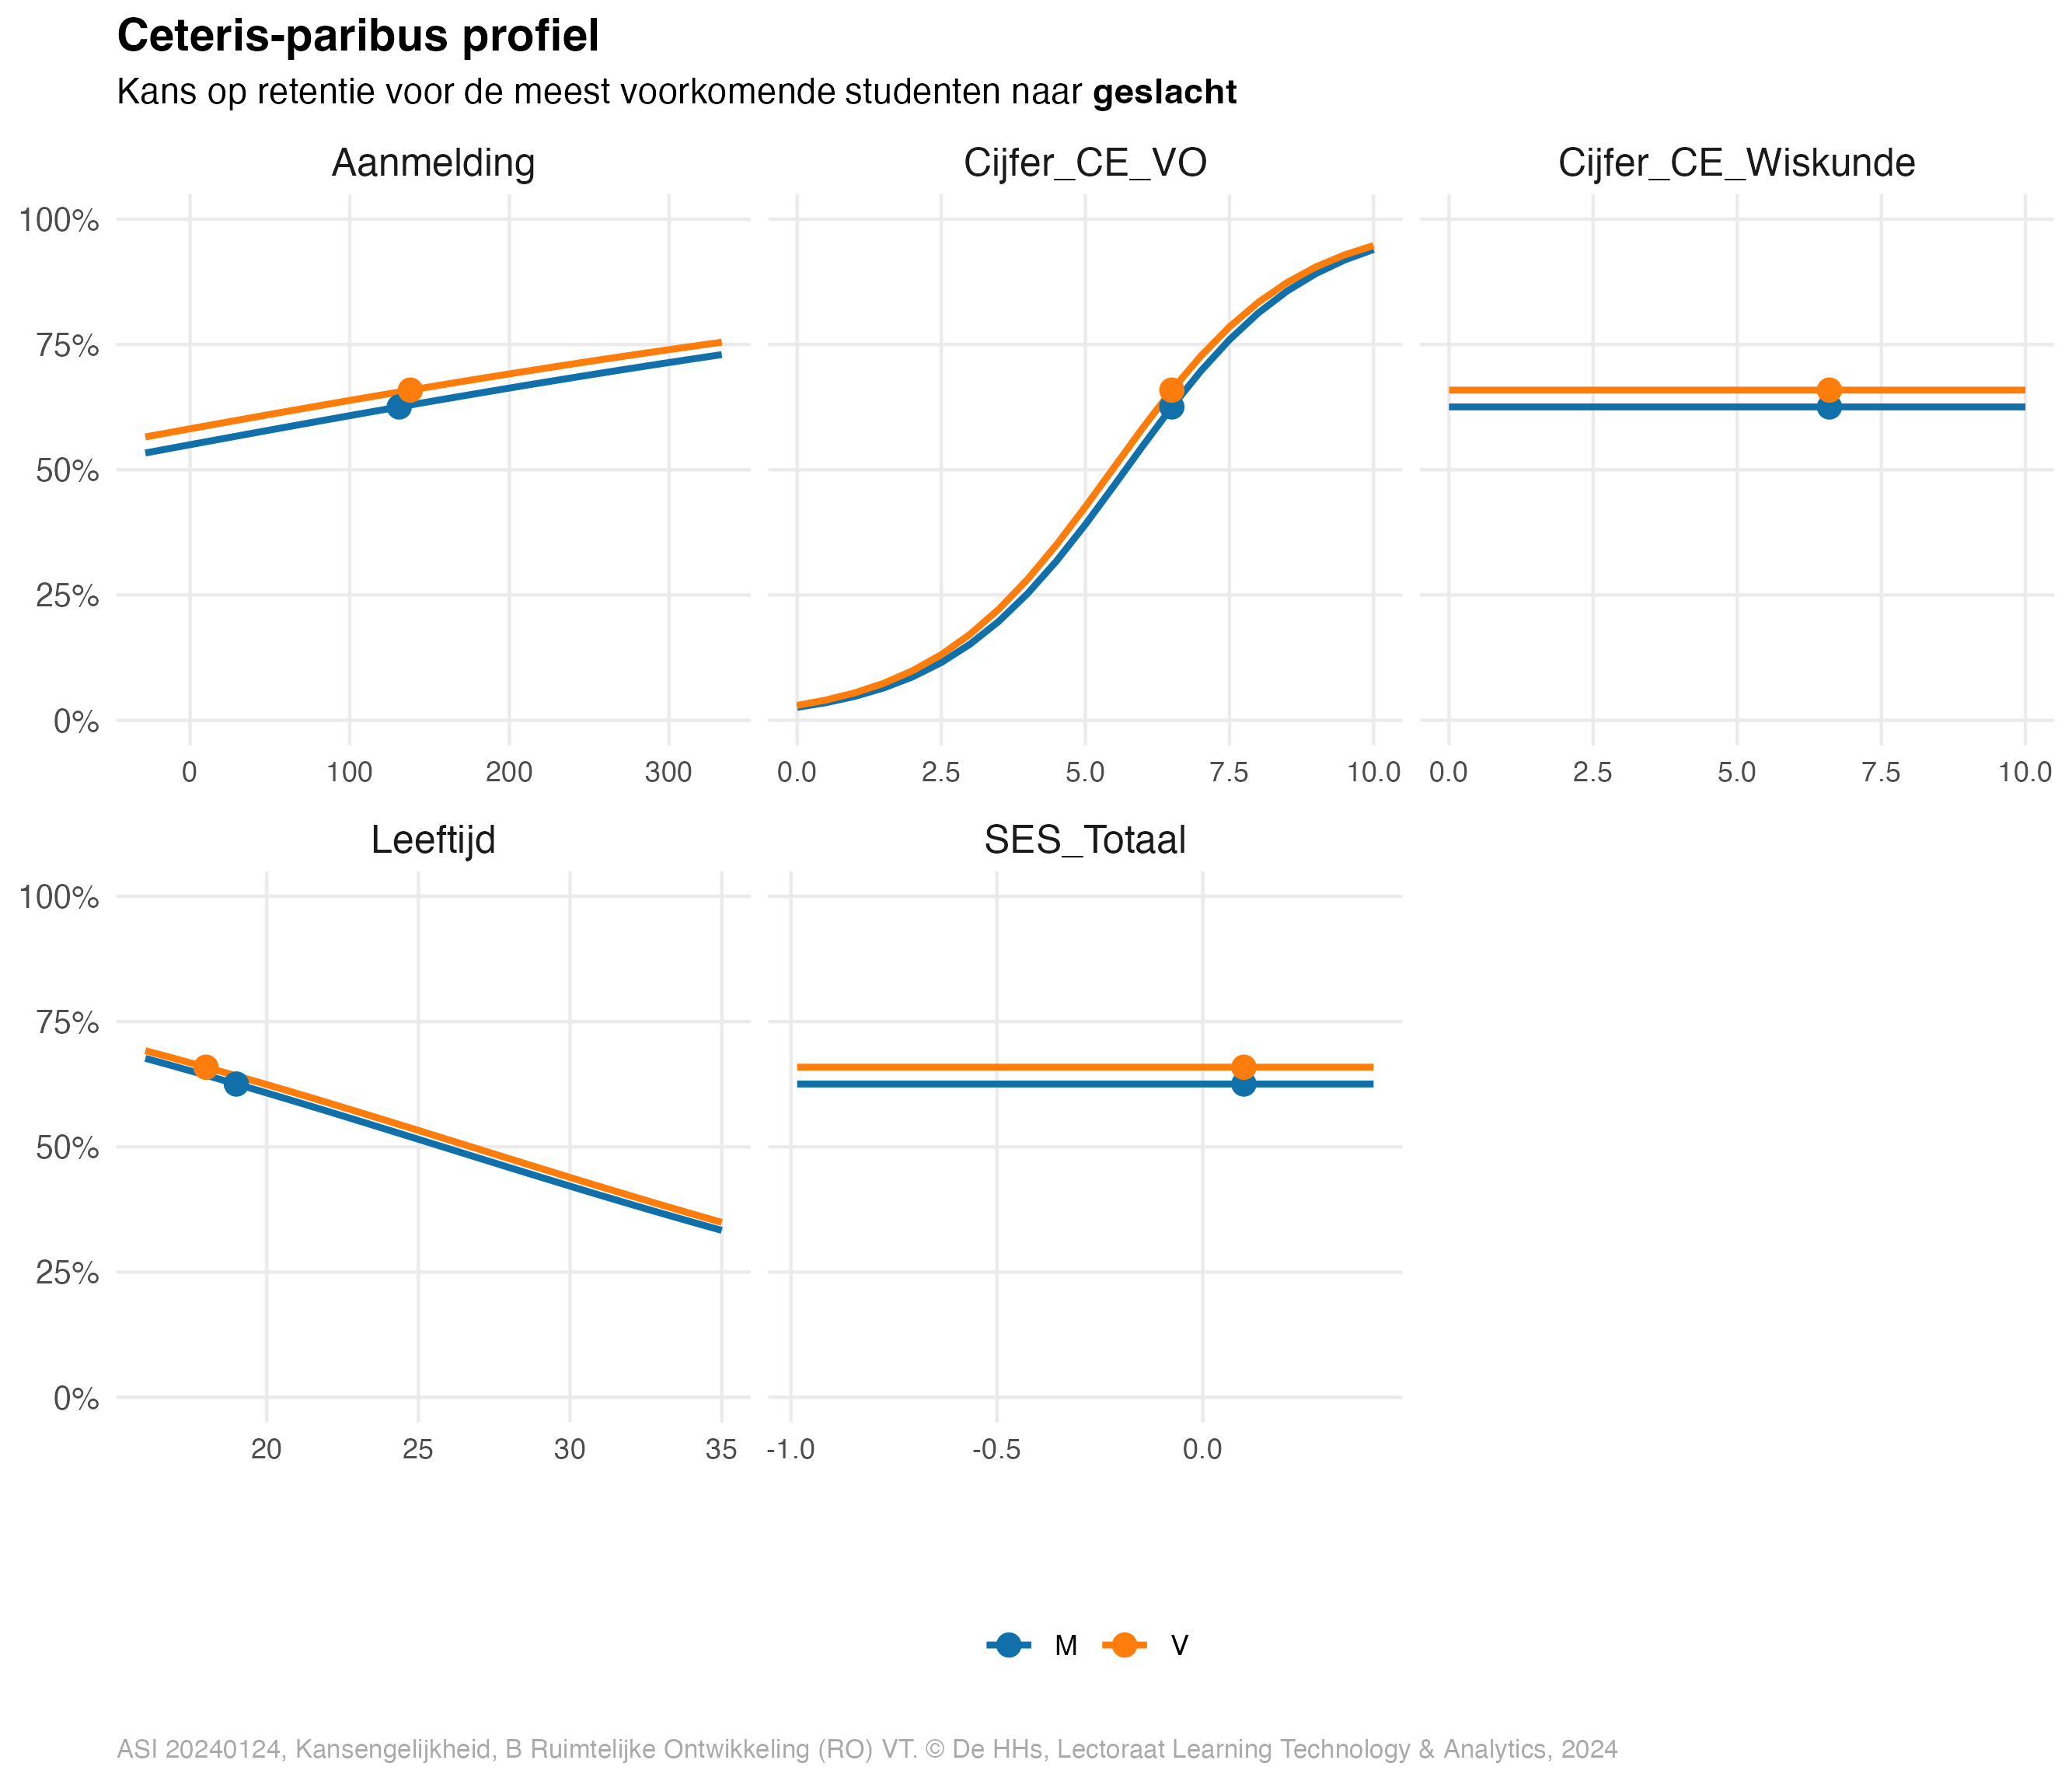 Ceteris-paribus profiel
Kans op retentie voor de meest voorkomende studenten naar geslacht
Aanmelding Cijfer_CE_VO Cijfer_CE_Wiskunde
100%
75%
50%
25%
0%
0 100 200 300 0.0 2.5 5.0 7.5 10.0 0.0 2.5 5.0 7.5 10.0
Leeftijd SES_Totaal
100%
75%
50%
25%
0%
20 25 30 35 -1.0 -0.5 0.0
M V
ASI 20240124, Kansengelijkheid, B Ruimtelijke Ontwikkeling (RO) VT. © De HHs, Lectoraat Learning Technology & Analytics, 2024